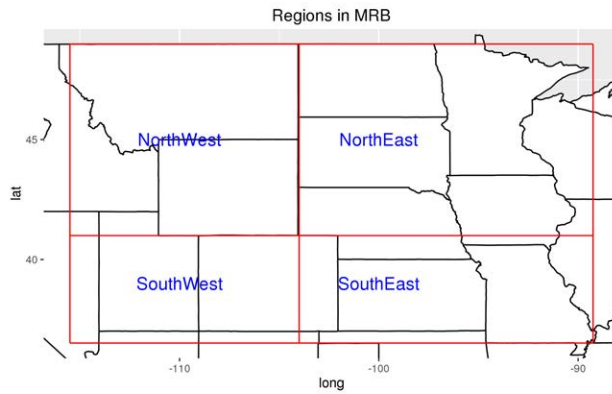 Regions in MRB
NorthWest
NorthEast
SouthWest
SouthEast
lat
45
40
-110
-100
-90
long